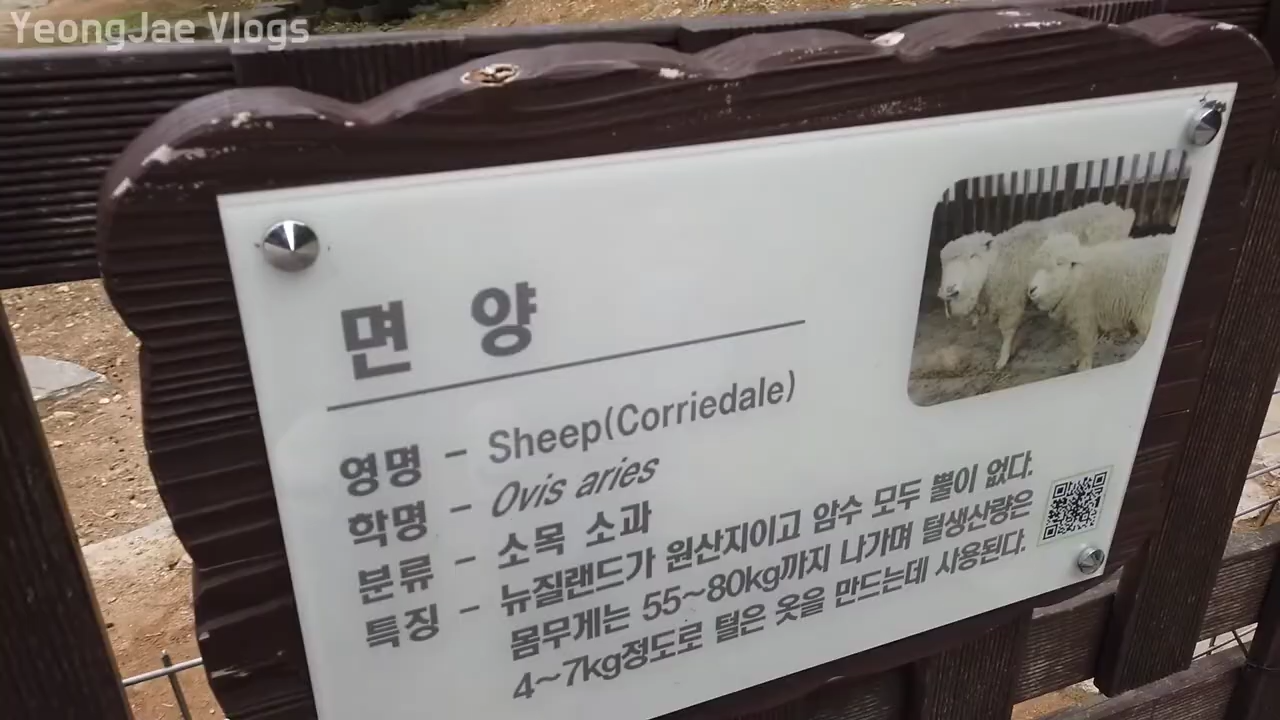 YeongJae Vlogs
면 양
영명 - Sheep(Corriedale)
학명 - Ovis aries
분류 - 소목 소과
특징 - 뉴질랜드가 원산지이고 암수 모두 뿔이 없다.
몸무게는 55~80kg까지 나가며 털생산량은
4~7kg정도로 털은 옷을 만드는데 사용된다.